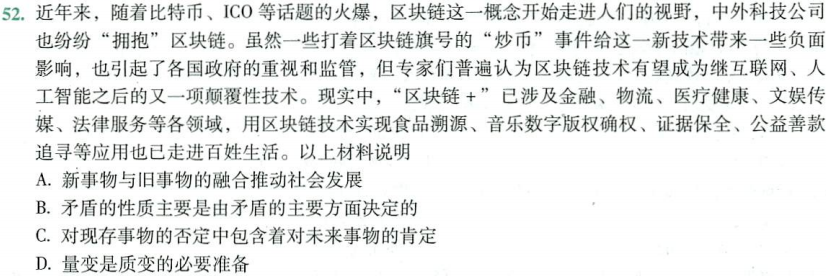 52. 近年来，随着比特币、ICO 等话题的火爆，区块链这一概念开始走进人们的视野，中外科技公司
也纷纷“拥抱”区块链。虽然一些打着区块链旗号的“炒币”事件给这一新技术带来一些负面
影响，也引起了各国政府的重视和监管，但专家们普遍认为区块链技术有望成为继互联网、人
工智能之后的又一项颠覆性技术。现实中，“区块链 +”已涉及金融、物流、医疗健康、文娱传
媒、法律服务等各领域，用区块链技术实现食品溯源、音乐数字版权确权、证据保全、公益善款
追寻等应用也已走进百姓生活。以上材料说明
A. 新事物与旧事物的融合推动社会发展
B. 矛盾的性质主要是由矛盾的主要方面决定的
C. 对现存事物的否定中包含着对未来事物的肯定
D. 量变是质变的必要准备